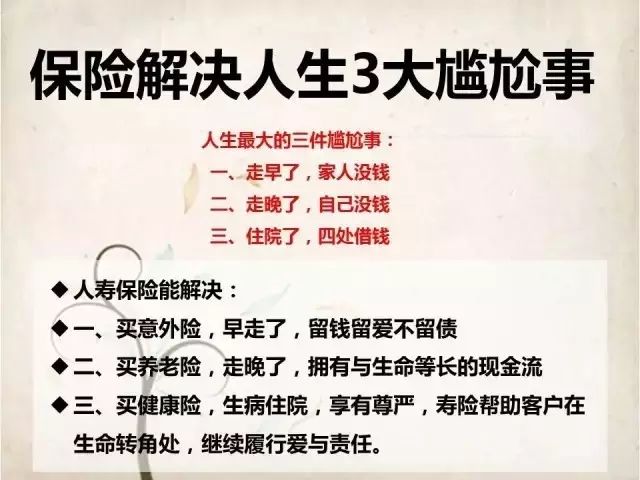 保险解决人生3大尴尬事
人生最大的三件尴尬事：
一、走早了，家人没钱
二、走晚了，自己没钱
三、住院了，四处借钱
◆人寿保险能解决：
◆一、买意外险，早走了，留钱留爱不留债
◆二、买养老险，走晚了，拥有与生命等长的现金流
◆三、买健康险，生病住院，享有尊严，寿险帮助客户在
生命转角处，继续履行爱与责任。